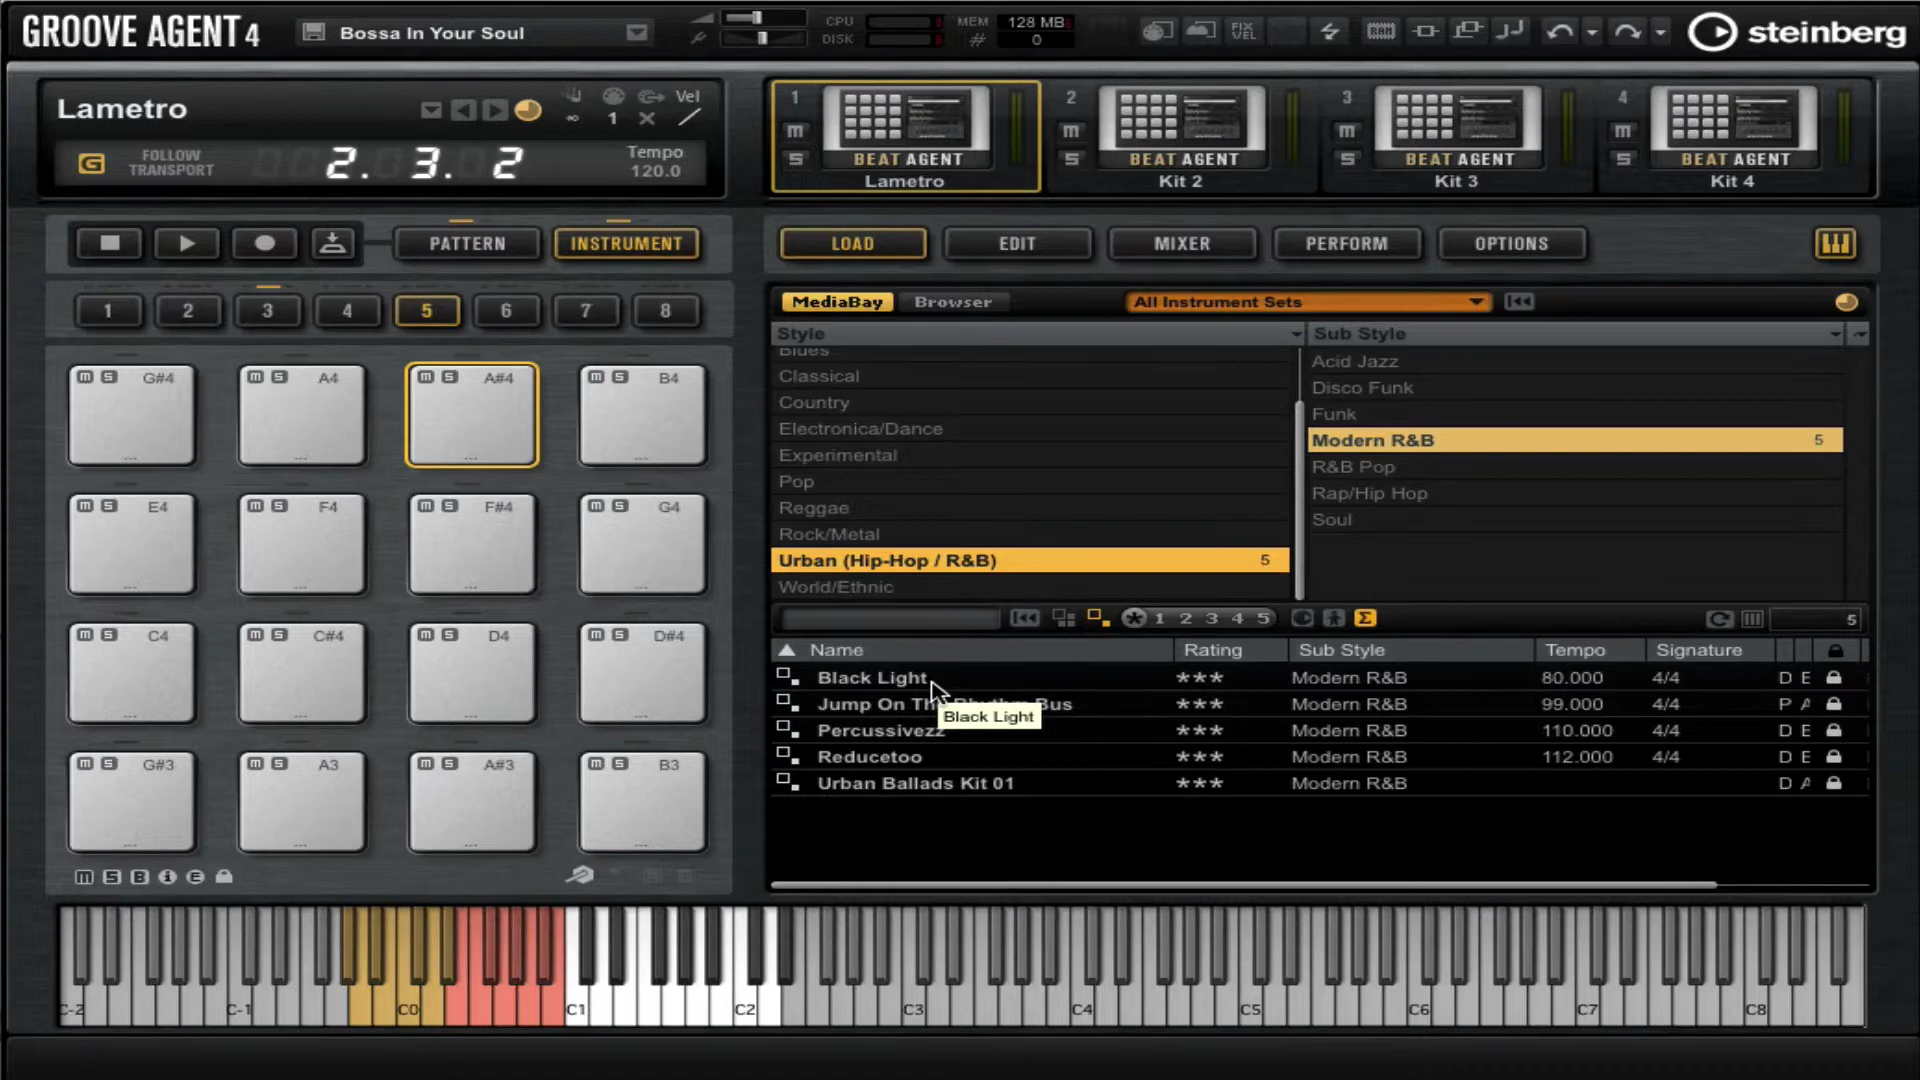 GROOVE AGENT 4
Bossa In Your Soul
CPU
DISK
MEM 128 MB
# 0
FIX VEL
RAM
steinberg
Lametro
1
Vel
G FOLLOW TRANSPORT
2. 3. 2
Tempo
120.0
1 M S BEAT AGENT Lametro
2 M S BEAT AGENT Kit 2
3 M S BEAT AGENT Kit 3
4 M S BEAT AGENT Kit 4
PATTERN INSTRUMENT
LOAD EDIT MIXER PERFORM OPTIONS
1 2 3 4 5 6 7 8
MediaBay Browser All Instrument Sets
Style
Blues
Classical
Country
Electronica/Dance
Experimental
Pop
Reggae
Rock/Metal
Urban (Hip-Hop / R&B) 5
World/Ethnic
Sub Style
Acid Jazz
Disco Funk
Funk
Modern R&B 5
R&B Pop
Rap/Hip Hop
Soul
m S G#4 m S A4 m S A#4 m S B4
m S E4 m S F4 m S F#4 m S G4
m S C4 m S C#4 m S D4 m S D#4
m S G#3 m S A3 m S A#3 m S B3
m S B i E
1 2 3 4 5 Σ 5
Name Rating Sub Style Tempo Signature
Black Light *** Modern R&B 80.000 4/4 D E
Jump On Th Bus *** Modern R&B 99.000 4/4 P A
Black Light
Percussivezz *** Modern R&B 110.000 4/4 D E
Reducetoo *** Modern R&B 112.000 4/4 D E
Urban Ballads Kit 01 *** Modern R&B D A
C-2 C-1 C0 C1 C2 C3 C4 C5 C6 C7 C8